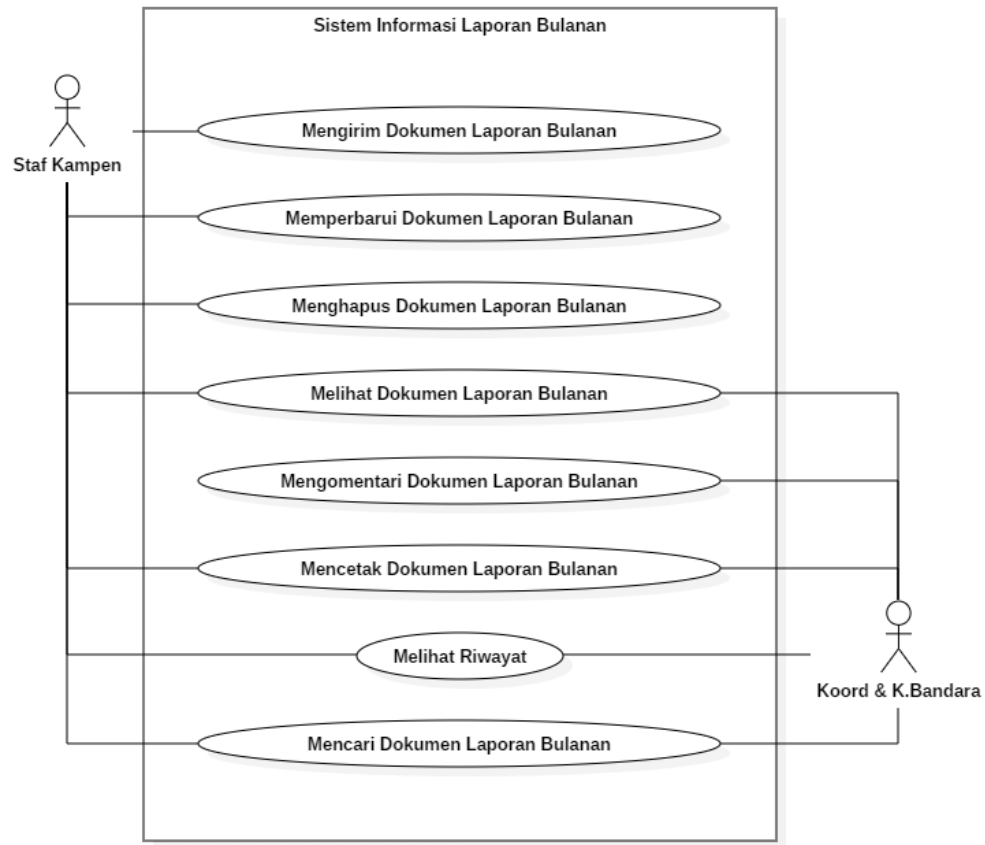 Sistem Informasi Laporan Bulanan
Staf Kampen
Mengirim Dokumen Laporan Bulanan
Memperbarui Dokumen Laporan Bulanan
Menghapus Dokumen Laporan Bulanan
Melihat Dokumen Laporan Bulanan
Mengomentari Dokumen Laporan Bulanan
Mencetak Dokumen Laporan Bulanan
Melihat Riwayat
Koord & K.Bandara
Mencari Dokumen Laporan Bulanan